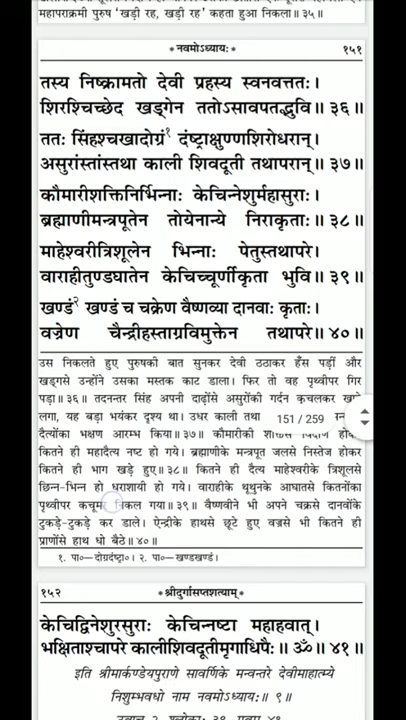 महापराक्रमी पुरुष ‘खड़ी रह, खड़ी रह’ कहता हुआ निकला॥ ३५॥
* नवमोऽध्यायः * १५१
तस्य निष्क्रामतो देवी प्रहस्य स्वनवत्ततः।
शिरश्चिच्छेद खड्गेन ततोऽसावपतद्भुवि॥ ३६॥
ततः सिंहश्चखादोग्रं१ दंष्ट्राक्षुण्णशिरोधरान्।
असुरांस्तांस्तथा काली शिवदूती तथापरान्॥ ३७॥
कौमारीशक्तिनिर्भिन्नाः केचिन्नेशुर्महासुराः।
ब्रह्माणीमन्त्रपूतेन तोयेनान्ये निराकृताः॥ ३८॥
माहेश्वरीत्रिशूलेन भिन्नाः पेतुस्तथापरे।
वाराहीतुण्डघातेन केचिच्चूर्णीकृता भुवि॥ ३९॥
खण्डं२ खण्डं च चक्रेण वैष्णव्या दानवाः कृताः।
वज्रेण चैन्द्रीहस्ताग्रविमुक्तेन तथापरे॥ ४०॥
उस निकलते हुए पुरुषकी बात सुनकर देवी ठठाकर हँस पड़ीं और
खड्गसे उन्होंने उसका मस्तक काट डाला। फिर तो वह पृथ्वीपर गिर
पड़ा॥ ३६॥ तदनन्तर सिंह अपनी दाढ़ोंसे असुरोंकी गर्दन कुचलकर खाने
लगा, यह बड़ा भयंकर दृश्य था। उधर काली तथा
दैत्योंका भक्षण आरम्भ किया॥ ३७॥ कौमारीकी
कितने ही महादैत्य नष्ट हो गये। ब्रह्माणीके मन्त्रपूत जलसे निस्तेज होकर
कितने ही भाग खड़े हुए॥ ३८॥ कितने ही दैत्य माहेश्वरीके त्रिशूलसे
छिन्न-भिन्न हो धराशायी हो गये। वाराहीके थूथुनके आघातसे कितनोंका
पृथ्वीपर कचूमर निकल गया॥ ३९॥ वैष्णवीने भी अपने चक्रसे दानवोंके
टुकड़े-टुकड़े कर डाले। ऐन्द्रीके हाथसे छूटे हुए वज्रसे भी कितने ही
प्राणोंसे हाथ धो बैठे॥ ४०॥
१. पा०—दोग्रदंष्ट्रा०। २. पा०—खण्डखण्डं।
151 / 259
१५२ * श्रीदुर्गासप्तशत्याम् *
केचिद्विनेशुरसुराः केचिन्नष्टा महाहवात्।
भक्षिताश्चापरे कालीशिवदूतीमृगाधिपैः॥ ॐ॥ ४१॥
इति श्रीमार्कण्डेयपुराणे सावर्णिके मन्वन्तरे देवीमाहात्म्ये
निशुम्भवधो नाम नवमोऽध्यायः॥ ९॥